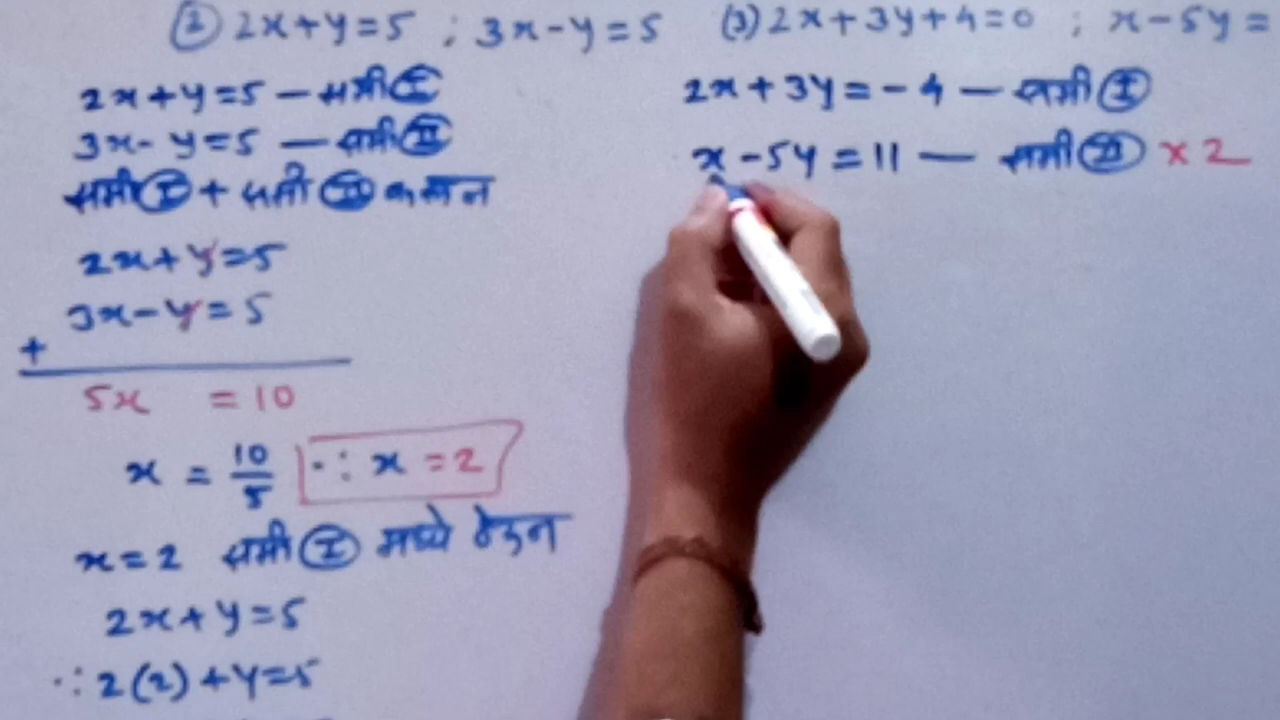 (2) 2x+y=5 ; 3x-y=5
2x+y=5 — समी I
3x-y=5 — समी II
समी I + समी II करून
2x+y=5
3x-y=5
+
5x = 10
x = 10/5 ∴ x = 2
x=2 समी I मध्ये ठेऊन
2x+y=5
∴ 2(2)+y=5
(3) 2x+3y+4=0 ; x-5y=
2x+3y=-4 — समी I
x-5y=11 — समी II ×2